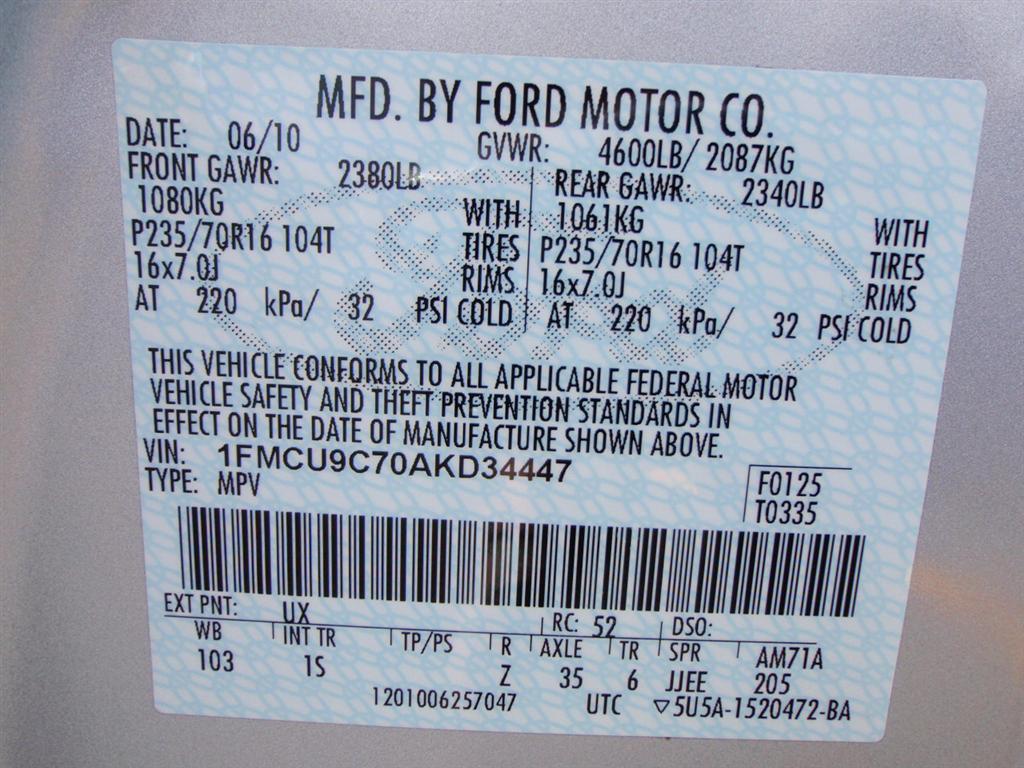 MFD. BY FORD MOTOR CO.
DATE: 06/10 GVWR: 4600LB/ 2087KG
FRONT GAWR: 2380LB REAR GAWR: 2340LB
1080KG WITH 1061KG WITH
P235/70R16 104T TIRES P235/70R16 104T TIRES
16x7.0J RIMS 16x7.0J RIMS
AT 220 kPa/ 32 PSI COLD AT 220 kPa/ 32 PSI COLD
THIS VEHICLE CONFORMS TO ALL APPLICABLE FEDERAL MOTOR
VEHICLE SAFETY AND THEFT PREVENTION STANDARDS IN
EFFECT ON THE DATE OF MANUFACTURE SHOWN ABOVE.
VIN: 1FMCU9C70AKD34447
TYPE: MPV
F0125
T0335
EXT PNT: UX RC: 52 DSO:
WB INT TR TP/PS R AXLE TR SPR AM71A
103 1S Z 35 6 JJEE 205
1201006257047 UTC ▽5U5A-1520472-BA